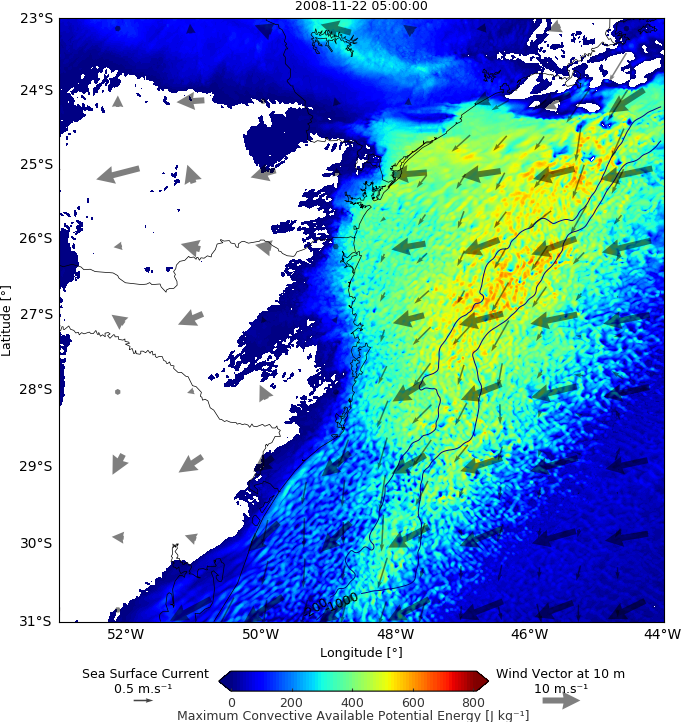 2008-11-22 05:00:00
23°S
24°S
25°S
26°S
27°S
28°S
29°S
30°S
31°S
Latitude [°]
1000
52°W 50°W 48°W 46°W 44°W
Longitude [°]
Sea Surface Current
0.5 m.s⁻¹
Wind Vector at 10 m
10 m.s⁻¹
0 200 400 600 800
Maximum Convective Available Potential Energy [J kg⁻¹]